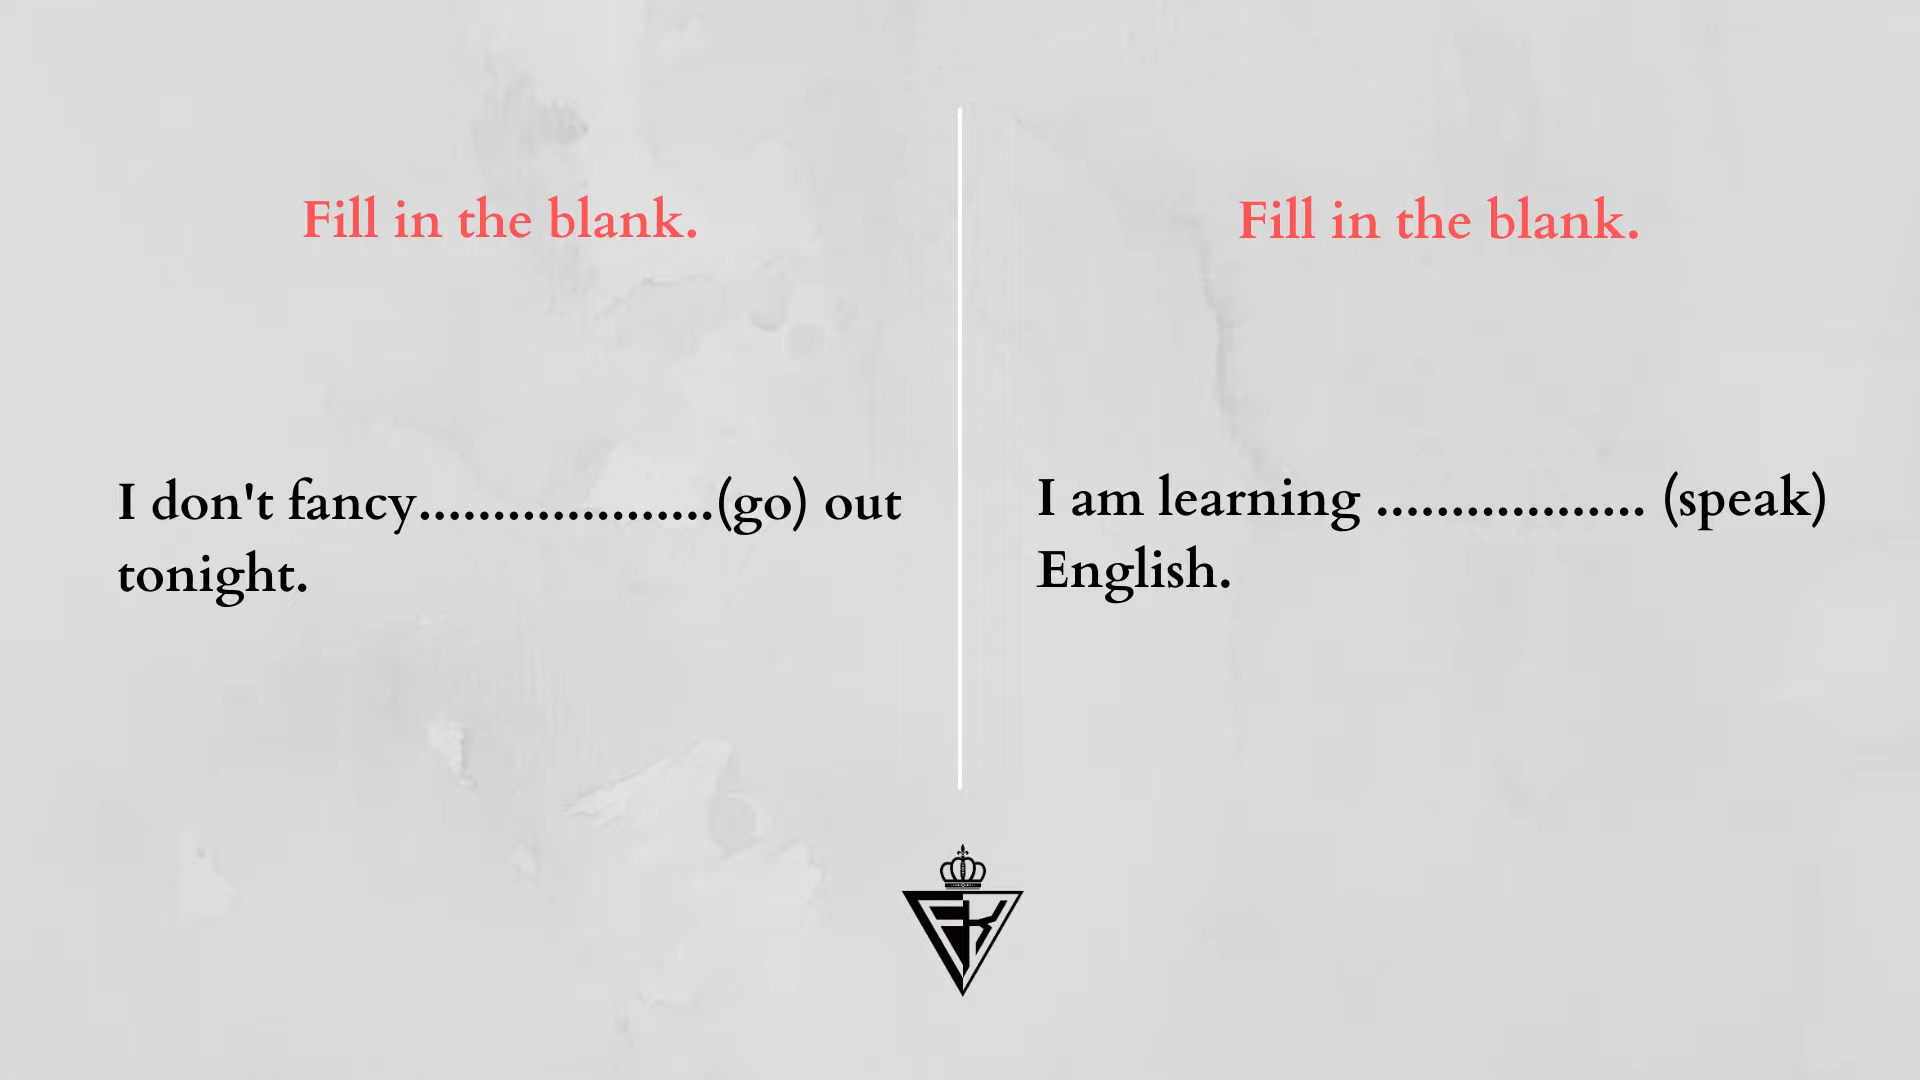 Fill in the blank.
I don't fancy....................(go) out
tonight.
Fill in the blank.
I am learning .................. (speak)
English.